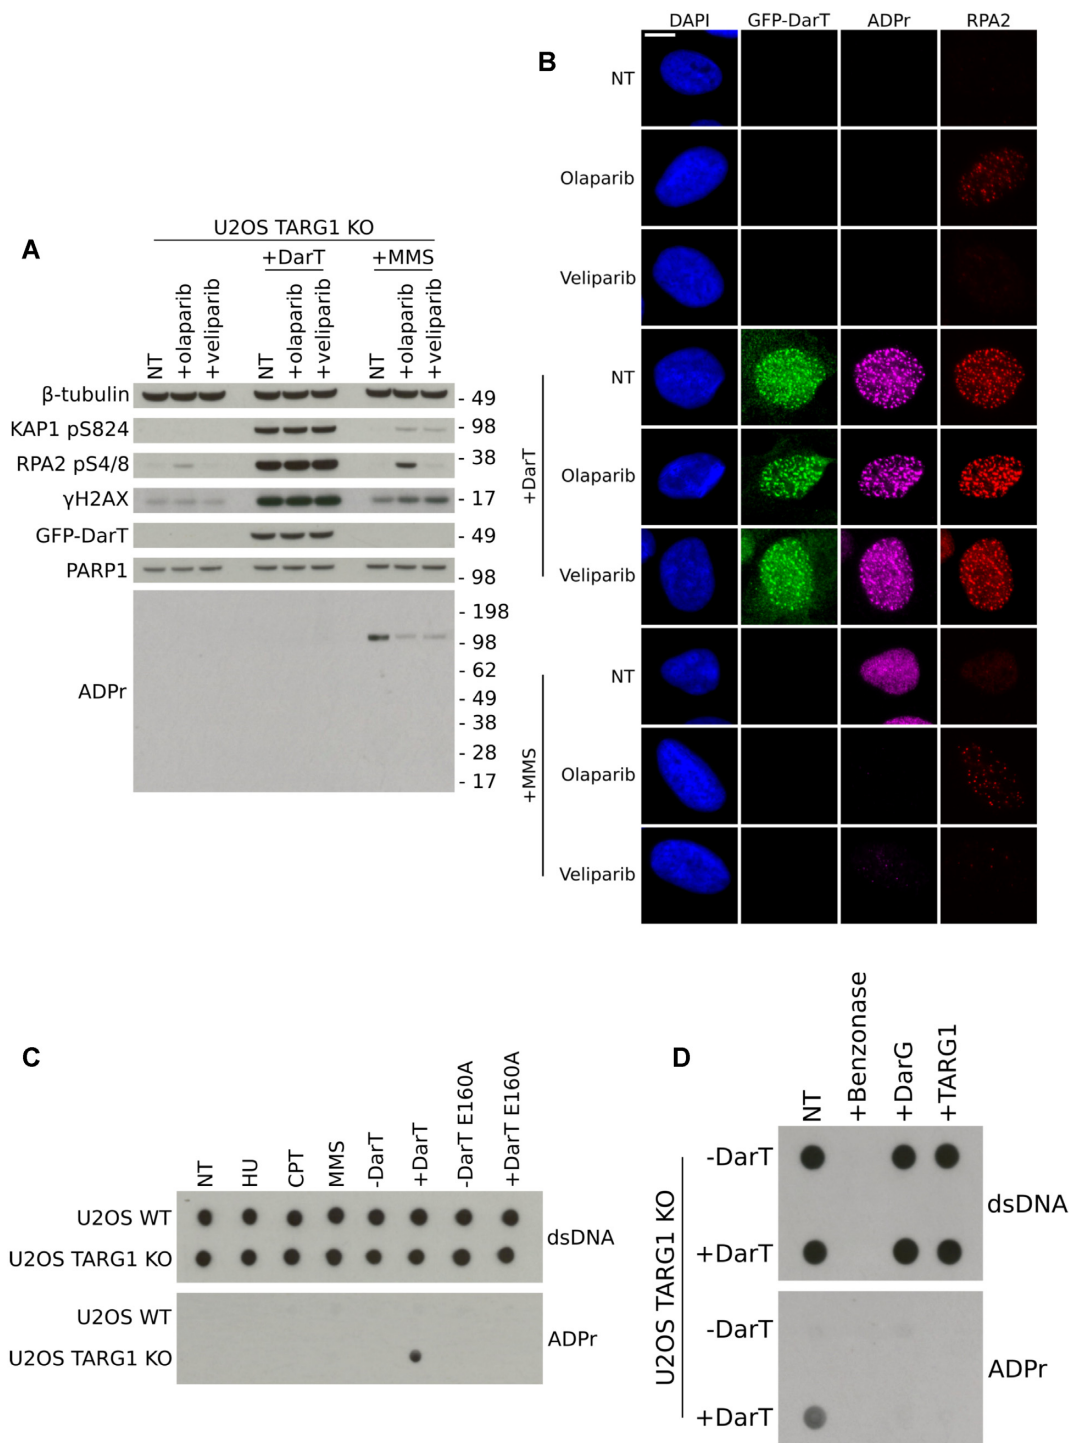 A
U2OS TARG1 KO
+DarT
+MMS
NT
+olaparib
+veliparib
NT
+olaparib
+veliparib
NT
+olaparib
+veliparib
β-tubulin
- 49
KAP1 pS824
- 98
RPA2 pS4/8
- 38
γH2AX
- 17
GFP-DarT
- 49
PARP1
- 98
ADPr
- 198
- 98
- 62
- 49
- 38
- 28
- 17
B
DAPI
GFP-DarT
ADPr
RPA2
NT
Olaparib
Veliparib
+DarT
NT
Olaparib
Veliparib
+MMS
NT
Olaparib
Veliparib
C
NT
HU
CPT
MMS
-DarT
+DarT
-DarT E160A
+DarT E160A
U2OS WT
U2OS TARG1 KO
dsDNA
U2OS WT
U2OS TARG1 KO
ADPr
D
NT
+Benzonase
+DarG
+TARG1
U2OS TARG1 KO
-DarT
+DarT
dsDNA
-DarT
+DarT
ADPr